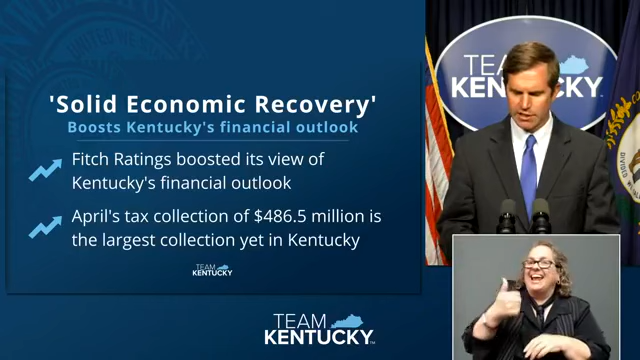 'Solid Economic Recovery'
Boosts Kentucky's financial outlook
Fitch Ratings boosted its view of
Kentucky's financial outlook
April's tax collection of $486.5 million is
the largest collection yet in Kentucky
TEAM
KENTUCKY
TEAM
KENTUCKY
TEAM
KENTUCKY